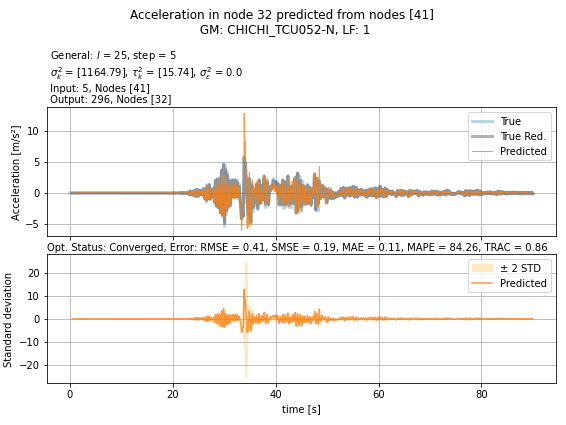 Acceleration in node 32 predicted from nodes [41]
GM: CHICHI_TCU052-N, LF: 1
General: l = 25, step = 5
σ²ₖ = [1164.79], τ²ₖ = [15.74], σ²ε = 0.0
Input: 5, Nodes [41]
Output: 296, Nodes [32]
Acceleration [m/s²]
10
5
0
−5
True
True Red.
Predicted
Opt. Status: Converged, Error: RMSE = 0.41, SMSE = 0.19, MAE = 0.11, MAPE = 84.26, TRAC = 0.86
Standard deviation
20
10
0
−10
−20
± 2 STD
Predicted
0 20 40 60 80
time [s]